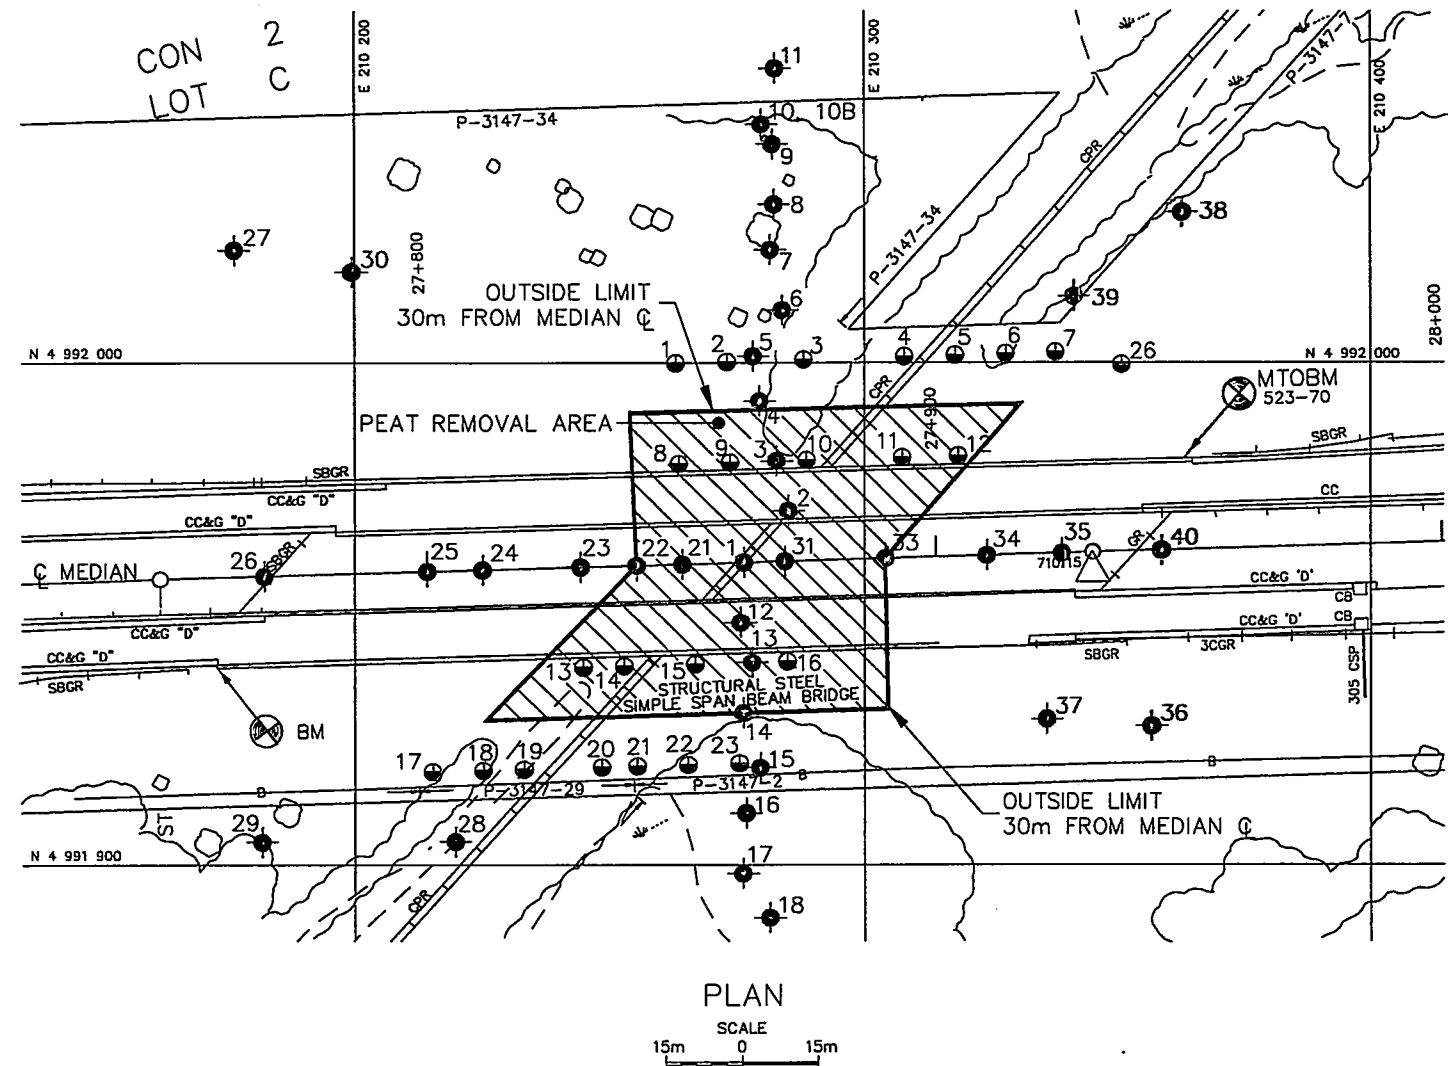 CON 2
LOT C
E 210 200
E 210 300
E 210 400
11
P-3147-34
10, 10B
9
P-3147-
CPR
8
38
27
30
27+800
7
P-3147-34
OUTSIDE LIMIT
30m FROM MEDIAN ℄
6
39
28+000
N 4 992 000
1
2
5
3
4
5
6
7
26
N 4 992 000
MTOBM
523-70
CPR
4
PEAT REMOVAL AREA
274900
8
9
3
10
11
12
SBGR
SBGR
CC&G "D"
CC&G "D"
CC
2
℄ MEDIAN
26
SBGR
25
24
23
22
21
1
31
33
34
35
710115
GR
40
CC&G "D"
CC&G 'D'
CB
12
CC&G 'D'
CB
CC&G "D"
SBGR
13
14
15
13
16
SBGR
3CGR
305 CSP
STRUCTURAL STEEL
SIMPLE SPAN BEAM BRIDGE
BM
14
37
36
17
18
19
20
21
22
23
15
B
B
B
P-3147-29
P-3147-2
OUTSIDE LIMIT
30m FROM MEDIAN ℄
ST
16
29
28
N 4 991 900
17
CPR
18
PLAN
SCALE
15m 0 15m